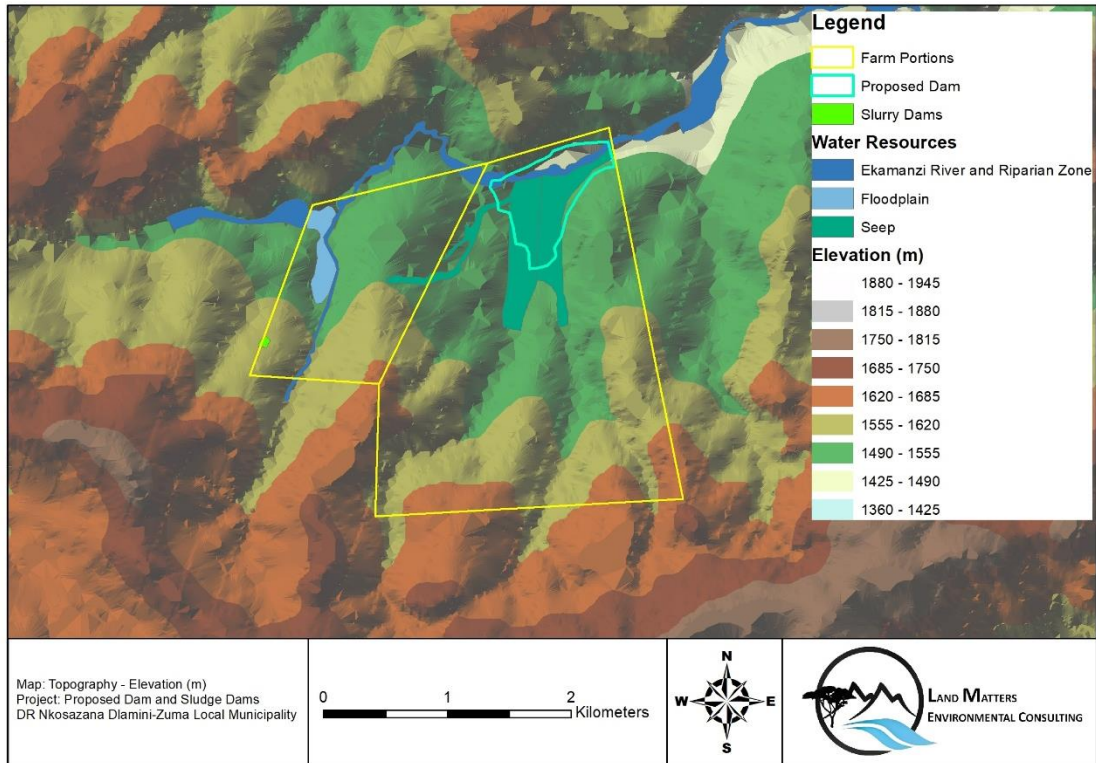 Legend
Farm Portions
Proposed Dam
Slurry Dams
Water Resources
Ekamanzi River and Riparian Zone
Floodplain
Seep
Elevation (m)
1880 - 1945
1815 - 1880
1750 - 1815
1685 - 1750
1620 - 1685
1555 - 1620
1490 - 1555
1425 - 1490
1360 - 1425
Map: Topography - Elevation (m)
Project: Proposed Dam and Sludge Dams
DR Nkosazana Dlamini-Zuma Local Municipality
0 1 2
Kilometers
N
W E
S
LAND MATTERS
ENVIRONMENTAL CONSULTING